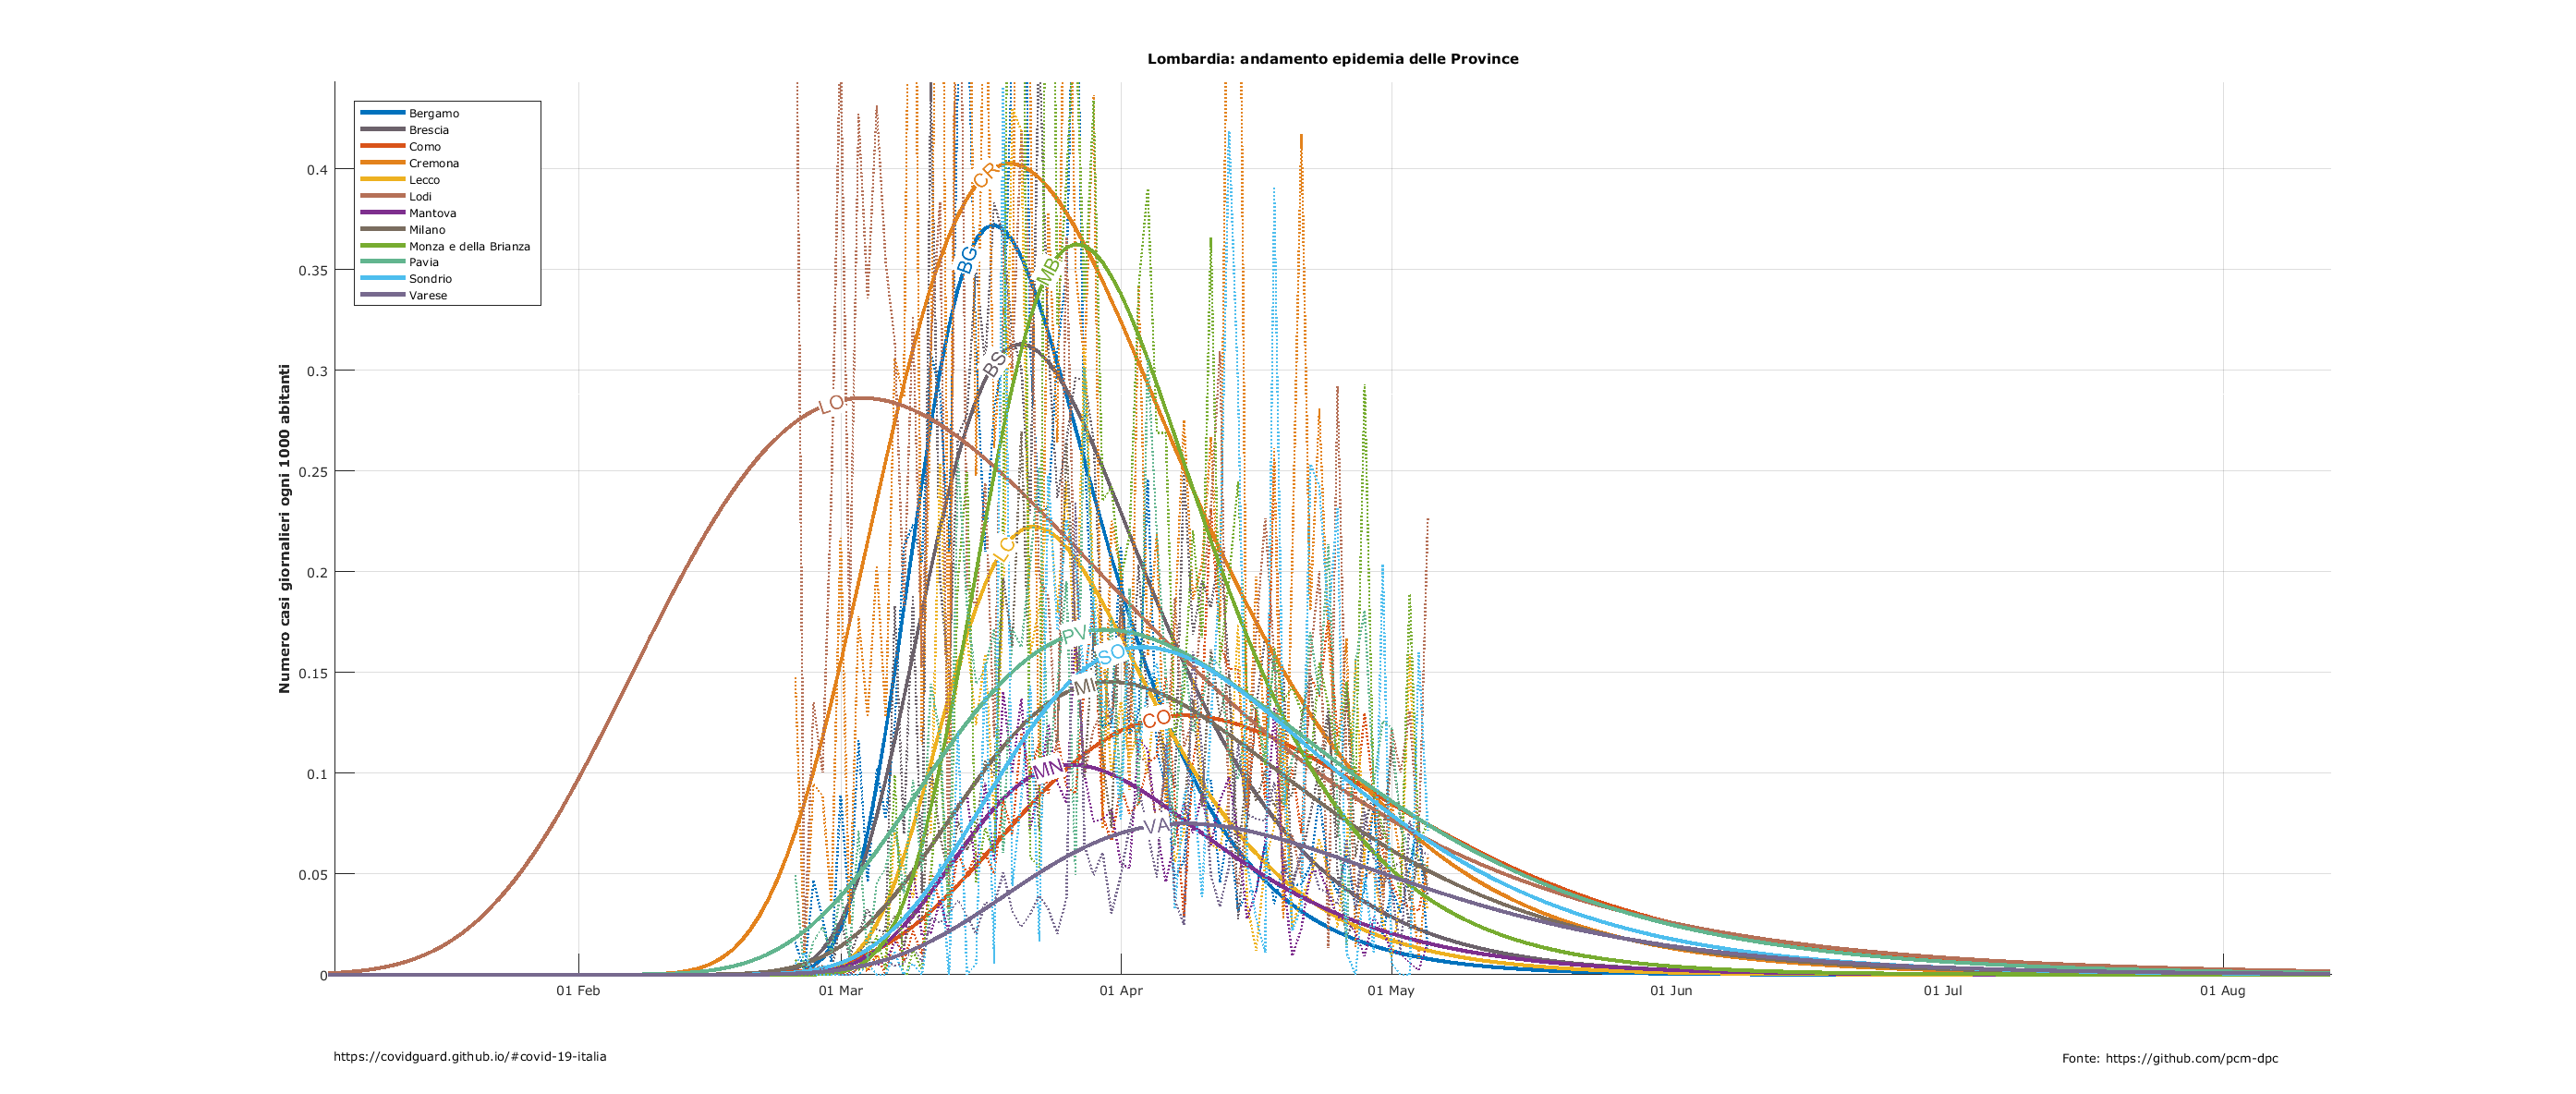 Lombardia: andamento epidemia delle Province
Bergamo
Brescia
Como
Cremona
Lecco
Lodi
Mantova
Milano
Monza e della Brianza
Pavia
Sondrio
Varese
Numero casi giornalieri ogni 1000 abitanti
0.4
0.35
0.3
0.25
0.2
0.15
0.1
0.05
0
CR
BG
MB
BS
LO
LC
PV
SO
MI
CO
MN
VA
01 Feb
01 Mar
01 Apr
01 May
01 Jun
01 Jul
01 Aug
https://covidguard.github.io/#covid-19-italia
Fonte: https://github.com/pcm-dpc